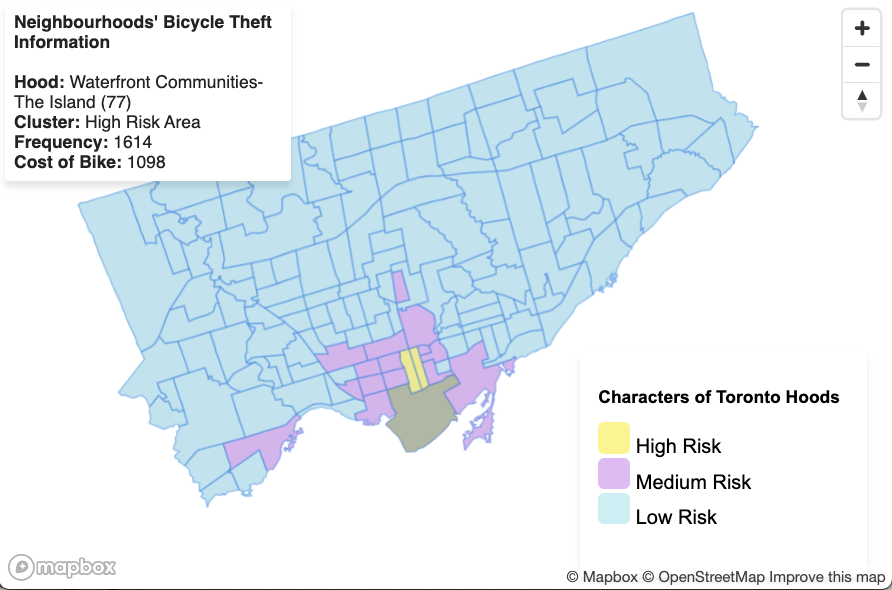 Neighbourhoods' Bicycle Theft
Information
Hood: Waterfront Communities-
The Island (77)
Cluster: High Risk Area
Frequency: 1614
Cost of Bike: 1098
Characters of Toronto Hoods
High Risk
Medium Risk
Low Risk
mapbox
© Mapbox © OpenStreetMap Improve this map